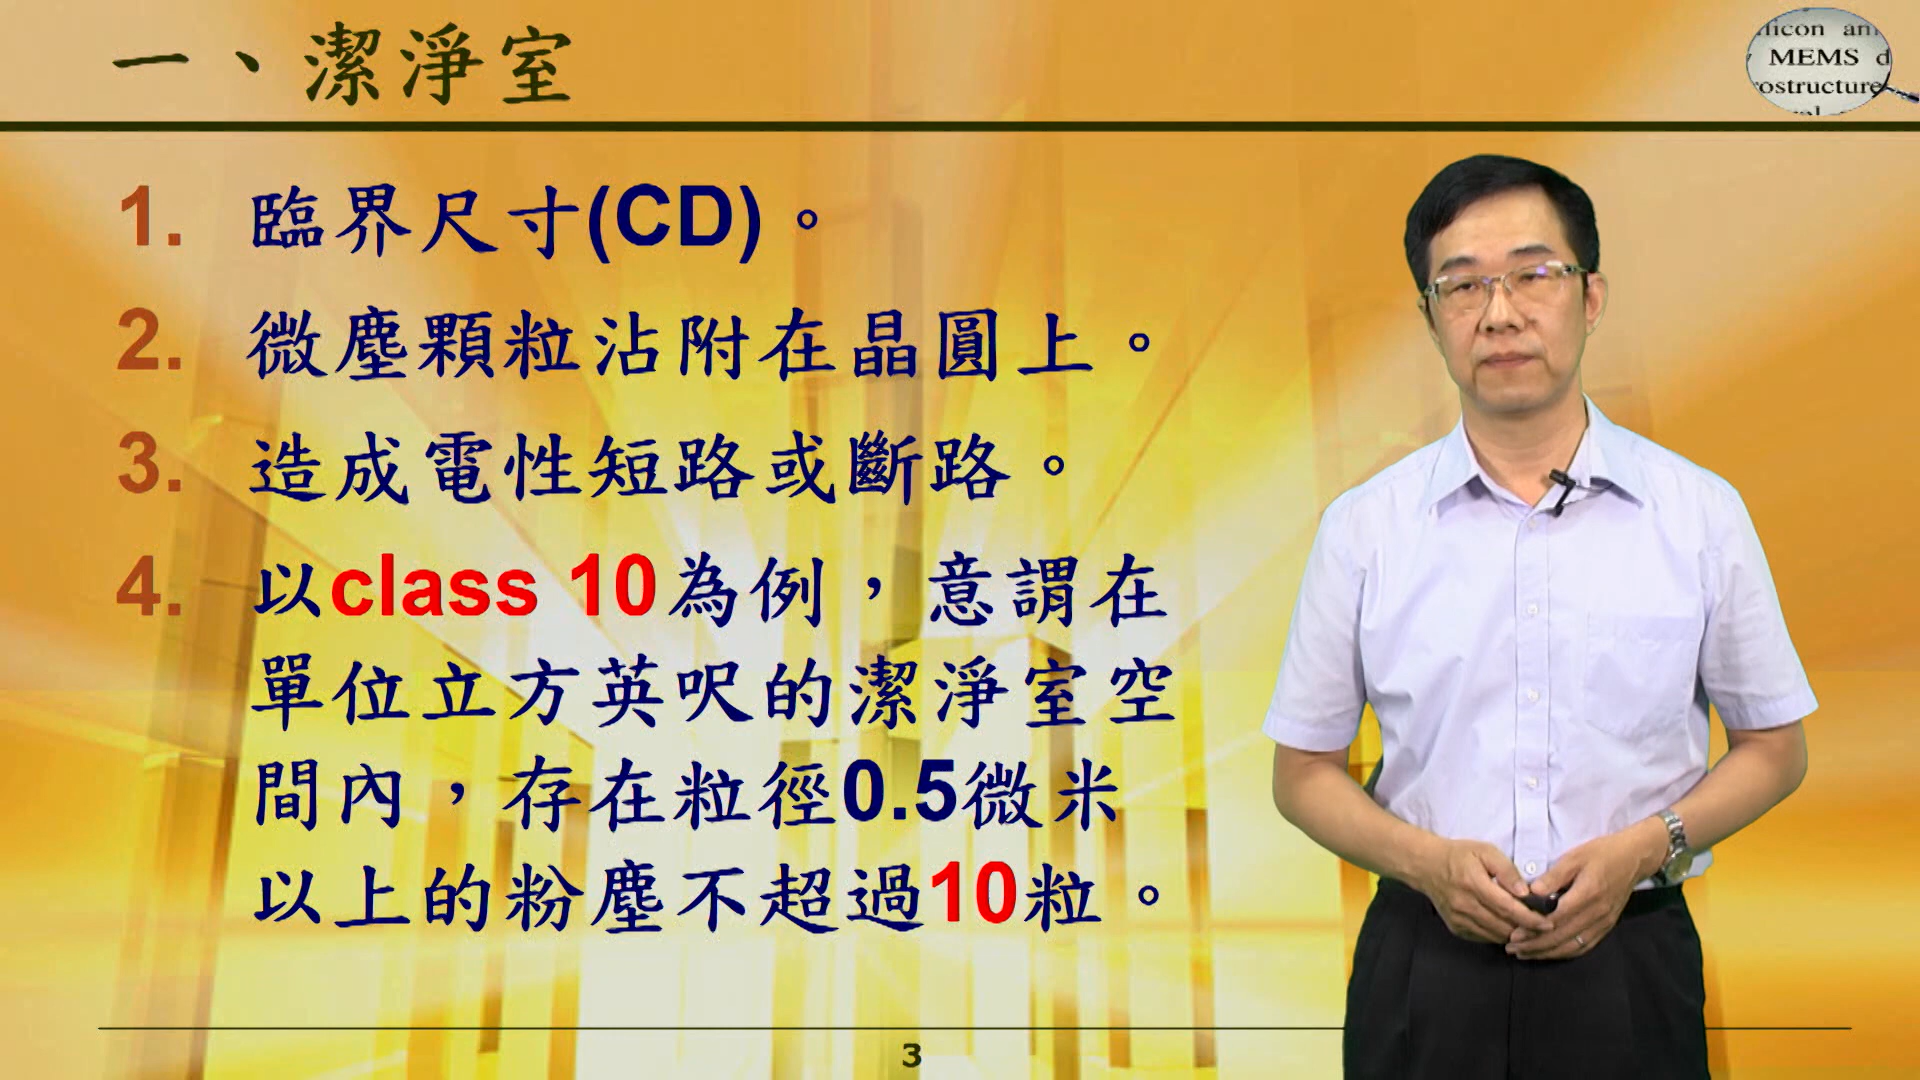 一、潔淨室
licon an
MEMS d
ostructure
1. 臨界尺寸(CD)。
2. 微塵顆粒沾附在晶圓上。
3. 造成電性短路或斷路。
4. 以class 10為例，意謂在
單位立方英呎的潔淨室空
間內，存在粒徑0.5微米
以上的粉塵不超過10粒。
3